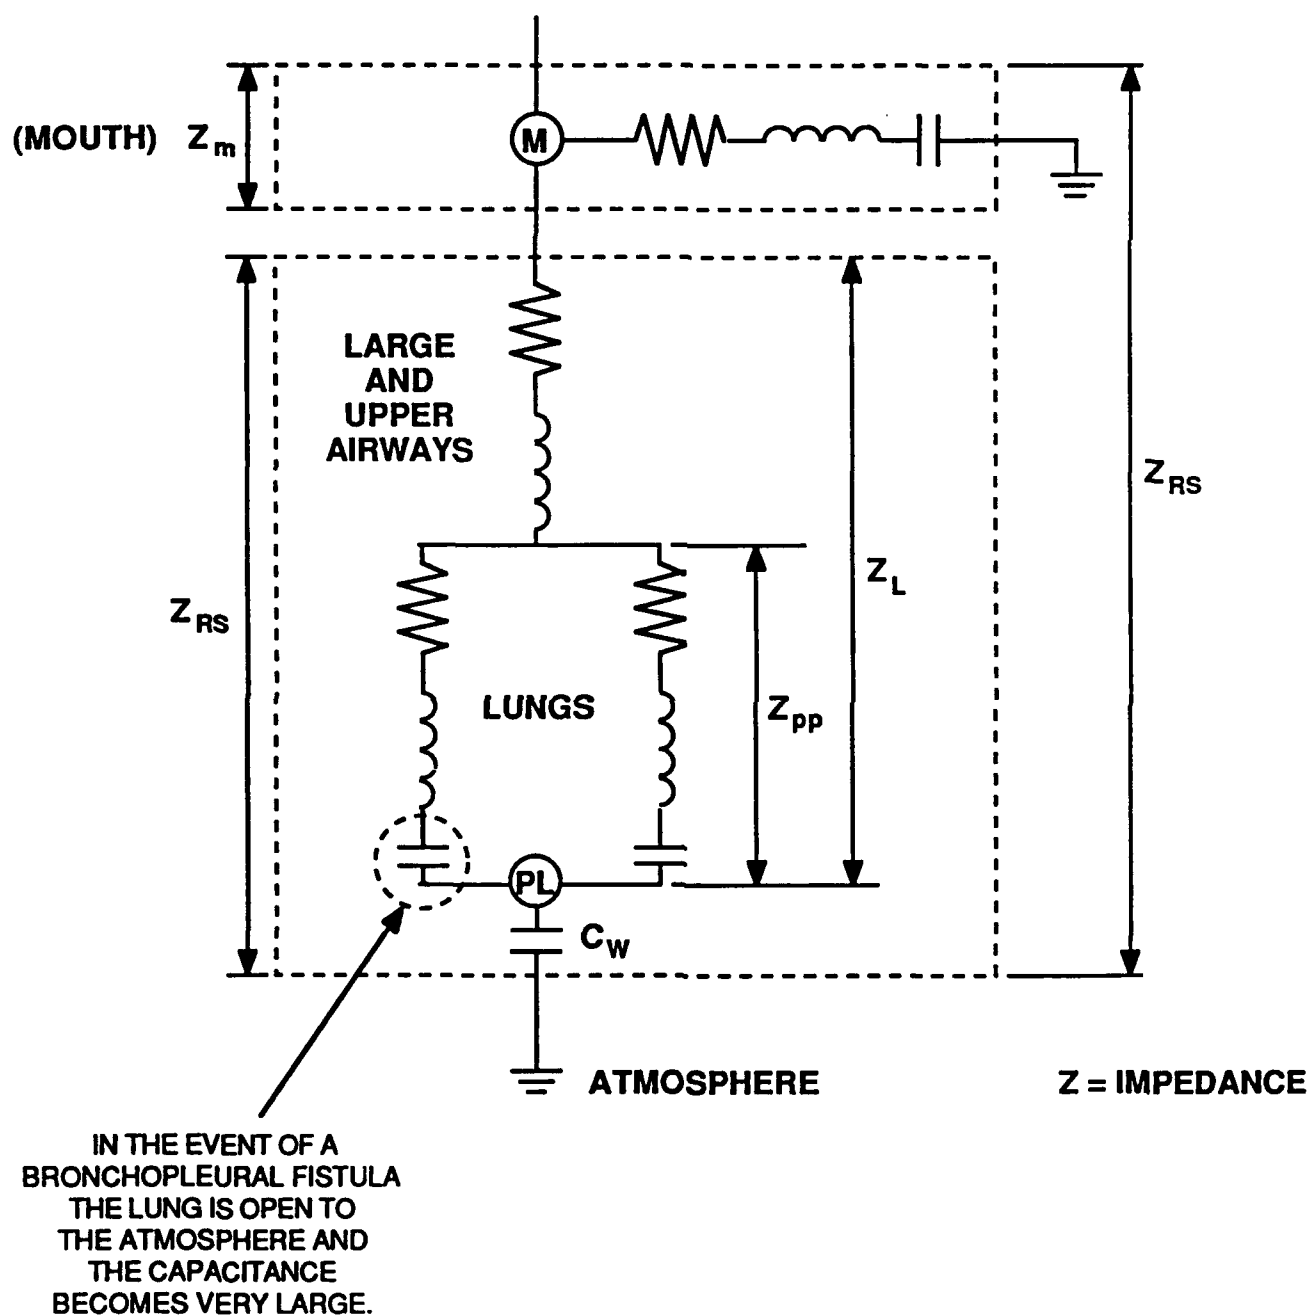 (MOUTH) Zm
M
LARGE
AND
UPPER
AIRWAYS
ZRS
ZL
ZRS
LUNGS
Zpp
PL
CW
ATMOSPHERE
Z = IMPEDANCE
IN THE EVENT OF A
BRONCHOPLEURAL FISTULA
THE LUNG IS OPEN TO
THE ATMOSPHERE AND
THE CAPACITANCE
BECOMES VERY LARGE.